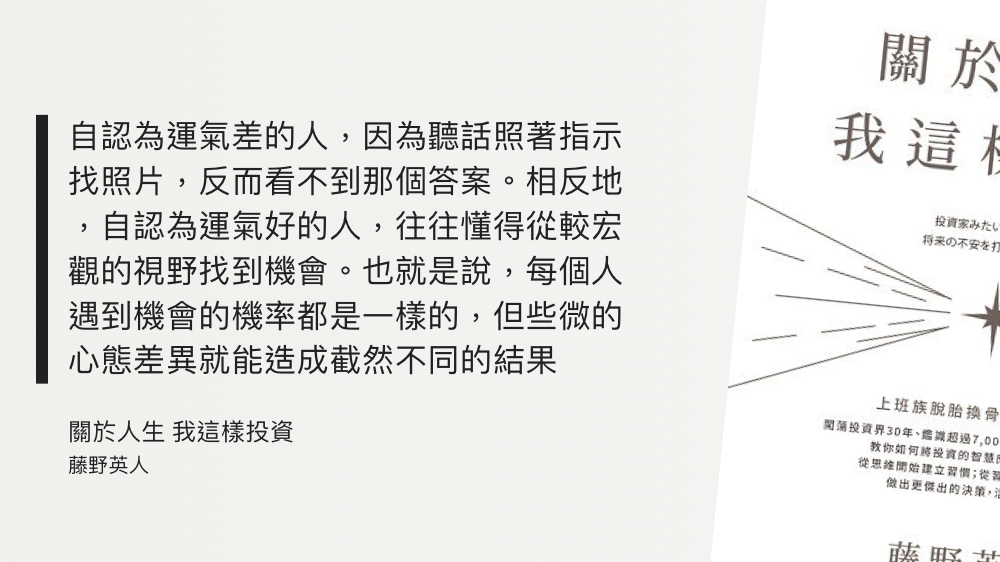 自認為運氣差的人，因為聽話照著指示
找照片，反而看不到那個答案。相反地
，自認為運氣好的人，往往懂得從較宏
觀的視野找到機會。也就是說，每個人
遇到機會的機率都是一樣的，但些微的
心態差異就能造成截然不同的結果
關於人生 我這樣投資
藤野英人
關於
我這
投資家みたい
将来の不安を打
上班族脫胎換骨
闖蕩投資界30年、鑑識超過7,00
教你如何將投資的智慧
從思維開始建立習慣；從習
做出更傑出的決策，
藤野英